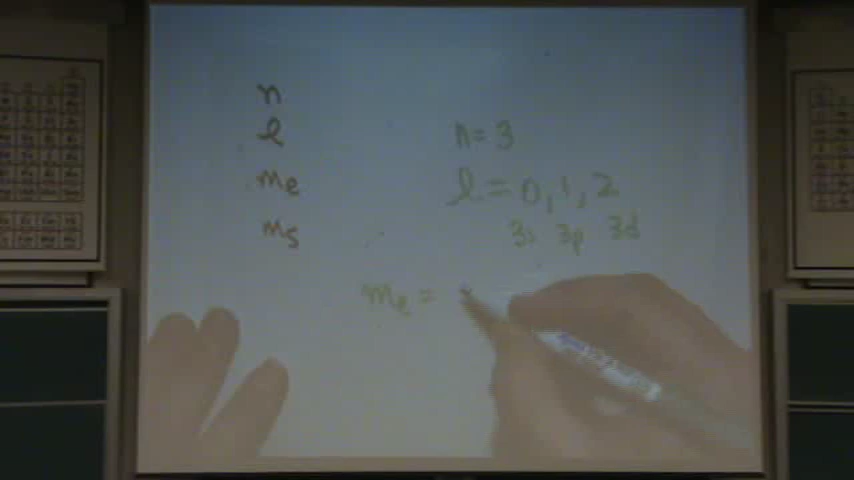 n
l
mₗ
mₛ
n = 3
l = 0, 1, 2
3s 3p 3d
mₗ =